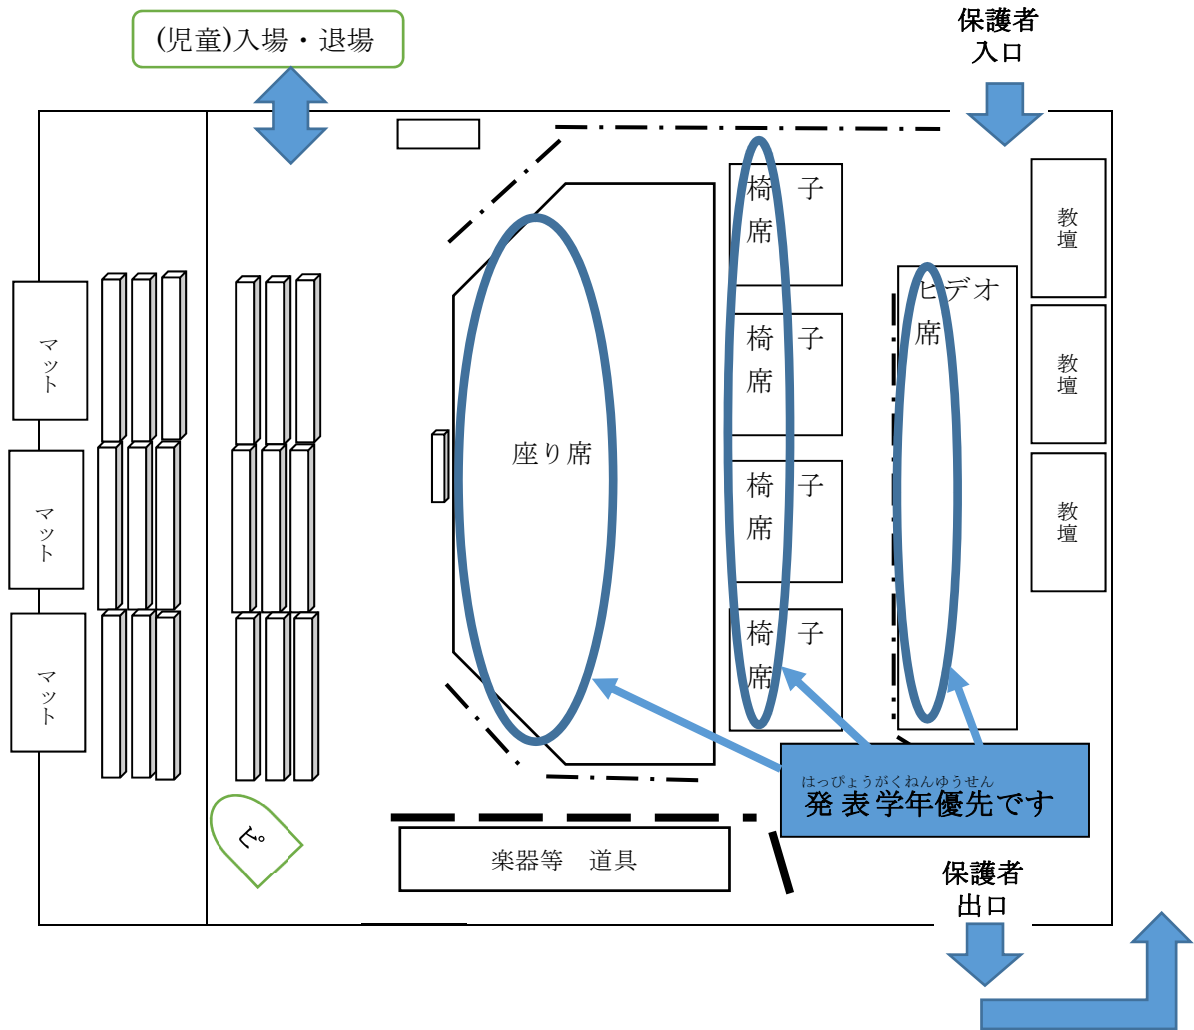 (児童)入場・退場
保護者
入口
椅 子
席
教
壇
ビデオ
席
椅 子
席
マット
教
壇
座り席
椅 子
席
マット
教
壇
椅 子
席
マット
はっぴょうがくねんゆうせん
発表学年優先です
ピ
楽器等 道具
保護者
出口